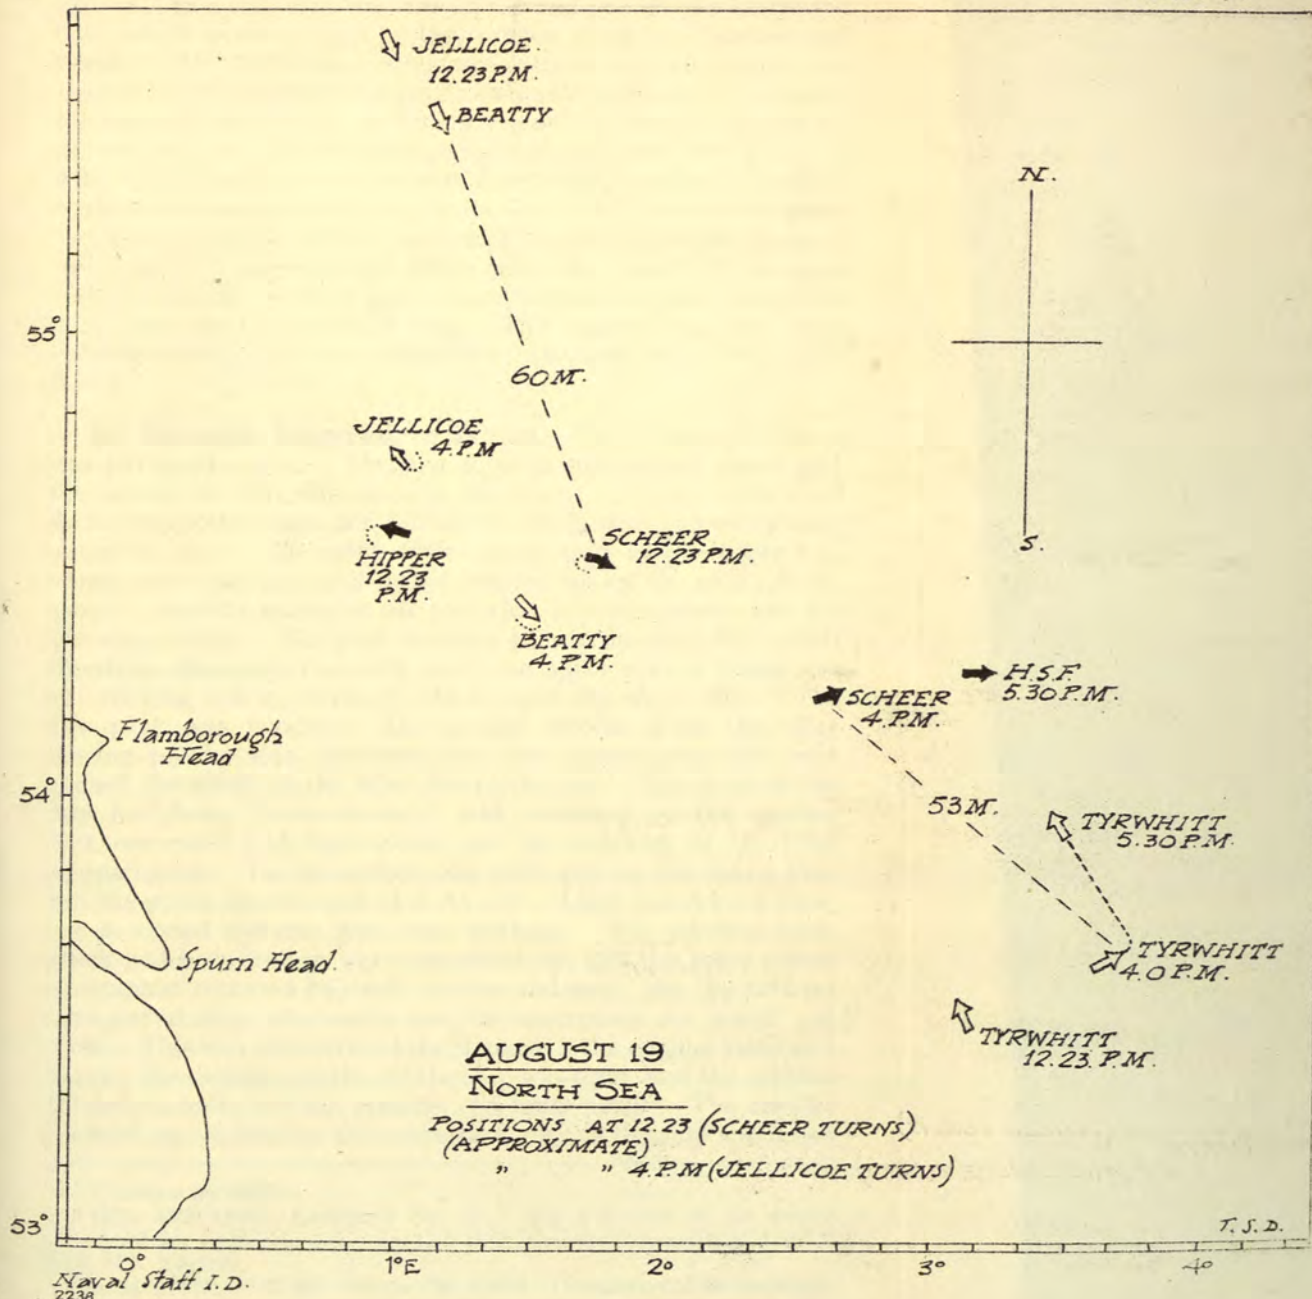 JELLICOE.
12.23 P.M.
BEATTY
N.
55°
60 M.
JELLICOE
4. P.M
SCHEER
12.23 P.M.
HIPPER
12.23
P.M.
S.
BEATTY
4. P.M.
H.S.F.
5.30 P.M.
SCHEER
4. P.M.
Flamborough
Head
54°
53 M.
TYRWHITT
5.30 P.M.
TYRWHITT
4.0 P.M.
Spurn Head.
TYRWHITT
12.23. P.M.
AUGUST 19
NORTH SEA
POSITIONS AT 12.23 (SCHEER TURNS)
(APPROXIMATE)
" " 4. P.M (JELLICOE TURNS)
53°
T. S. D.
0° 1°E 2° 3° 4°
Naval Staff I.D.
2238